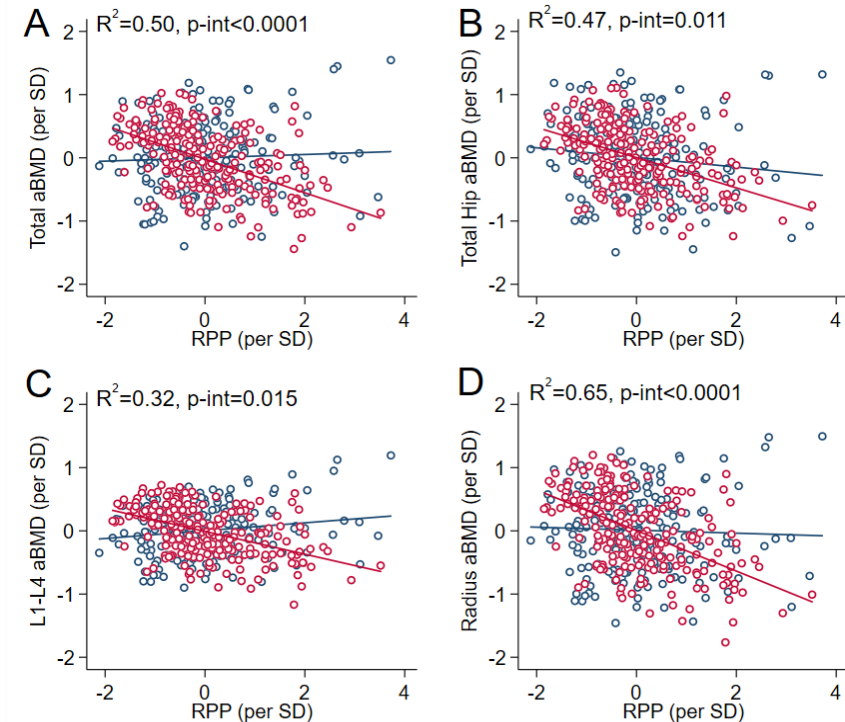 A
R²=0.50, p-int<0.0001
Total aBMD (per SD)
2
1
0
-1
-2
-2 0 2 4
RPP (per SD)
B
R²=0.47, p-int=0.011
Total Hip aBMD (per SD)
2
1
0
-1
-2
-2 0 2 4
RPP (per SD)
C
R²=0.32, p-int=0.015
L1-L4 aBMD (per SD)
2
1
0
-1
-2
-2 0 2 4
RPP (per SD)
D
R²=0.65, p-int<0.0001
Radius aBMD (per SD)
2
1
0
-1
-2
-2 0 2 4
RPP (per SD)